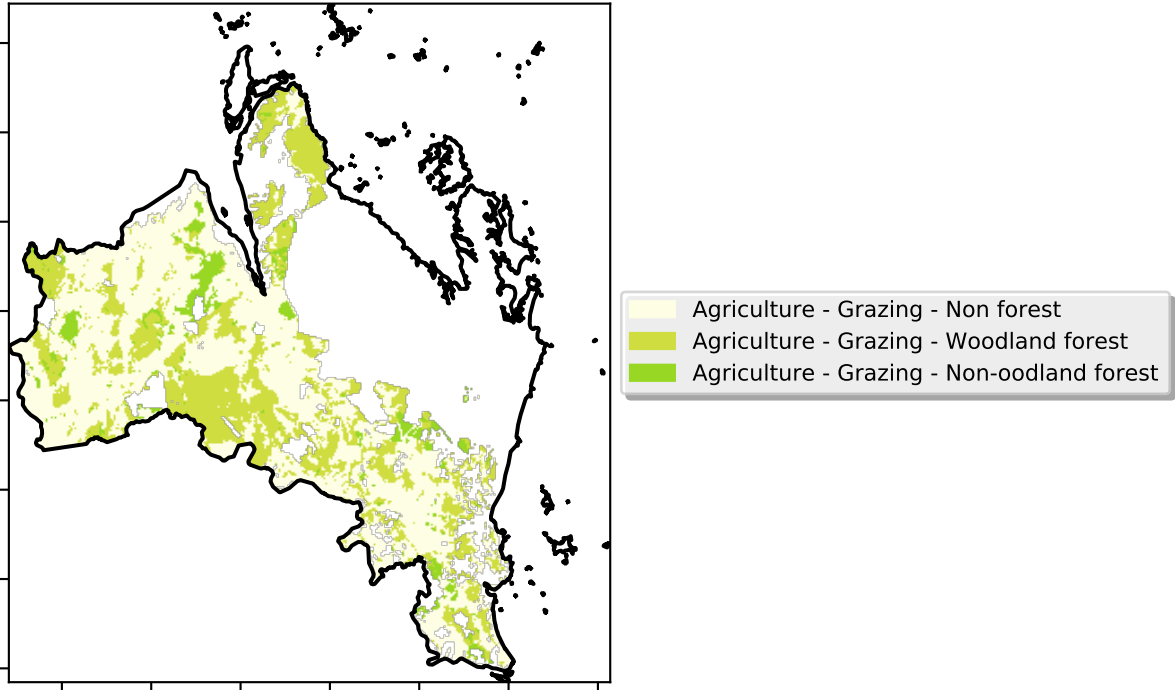 Agriculture - Grazing - Non forest
Agriculture - Grazing - Woodland forest
Agriculture - Grazing - Non-oodland forest